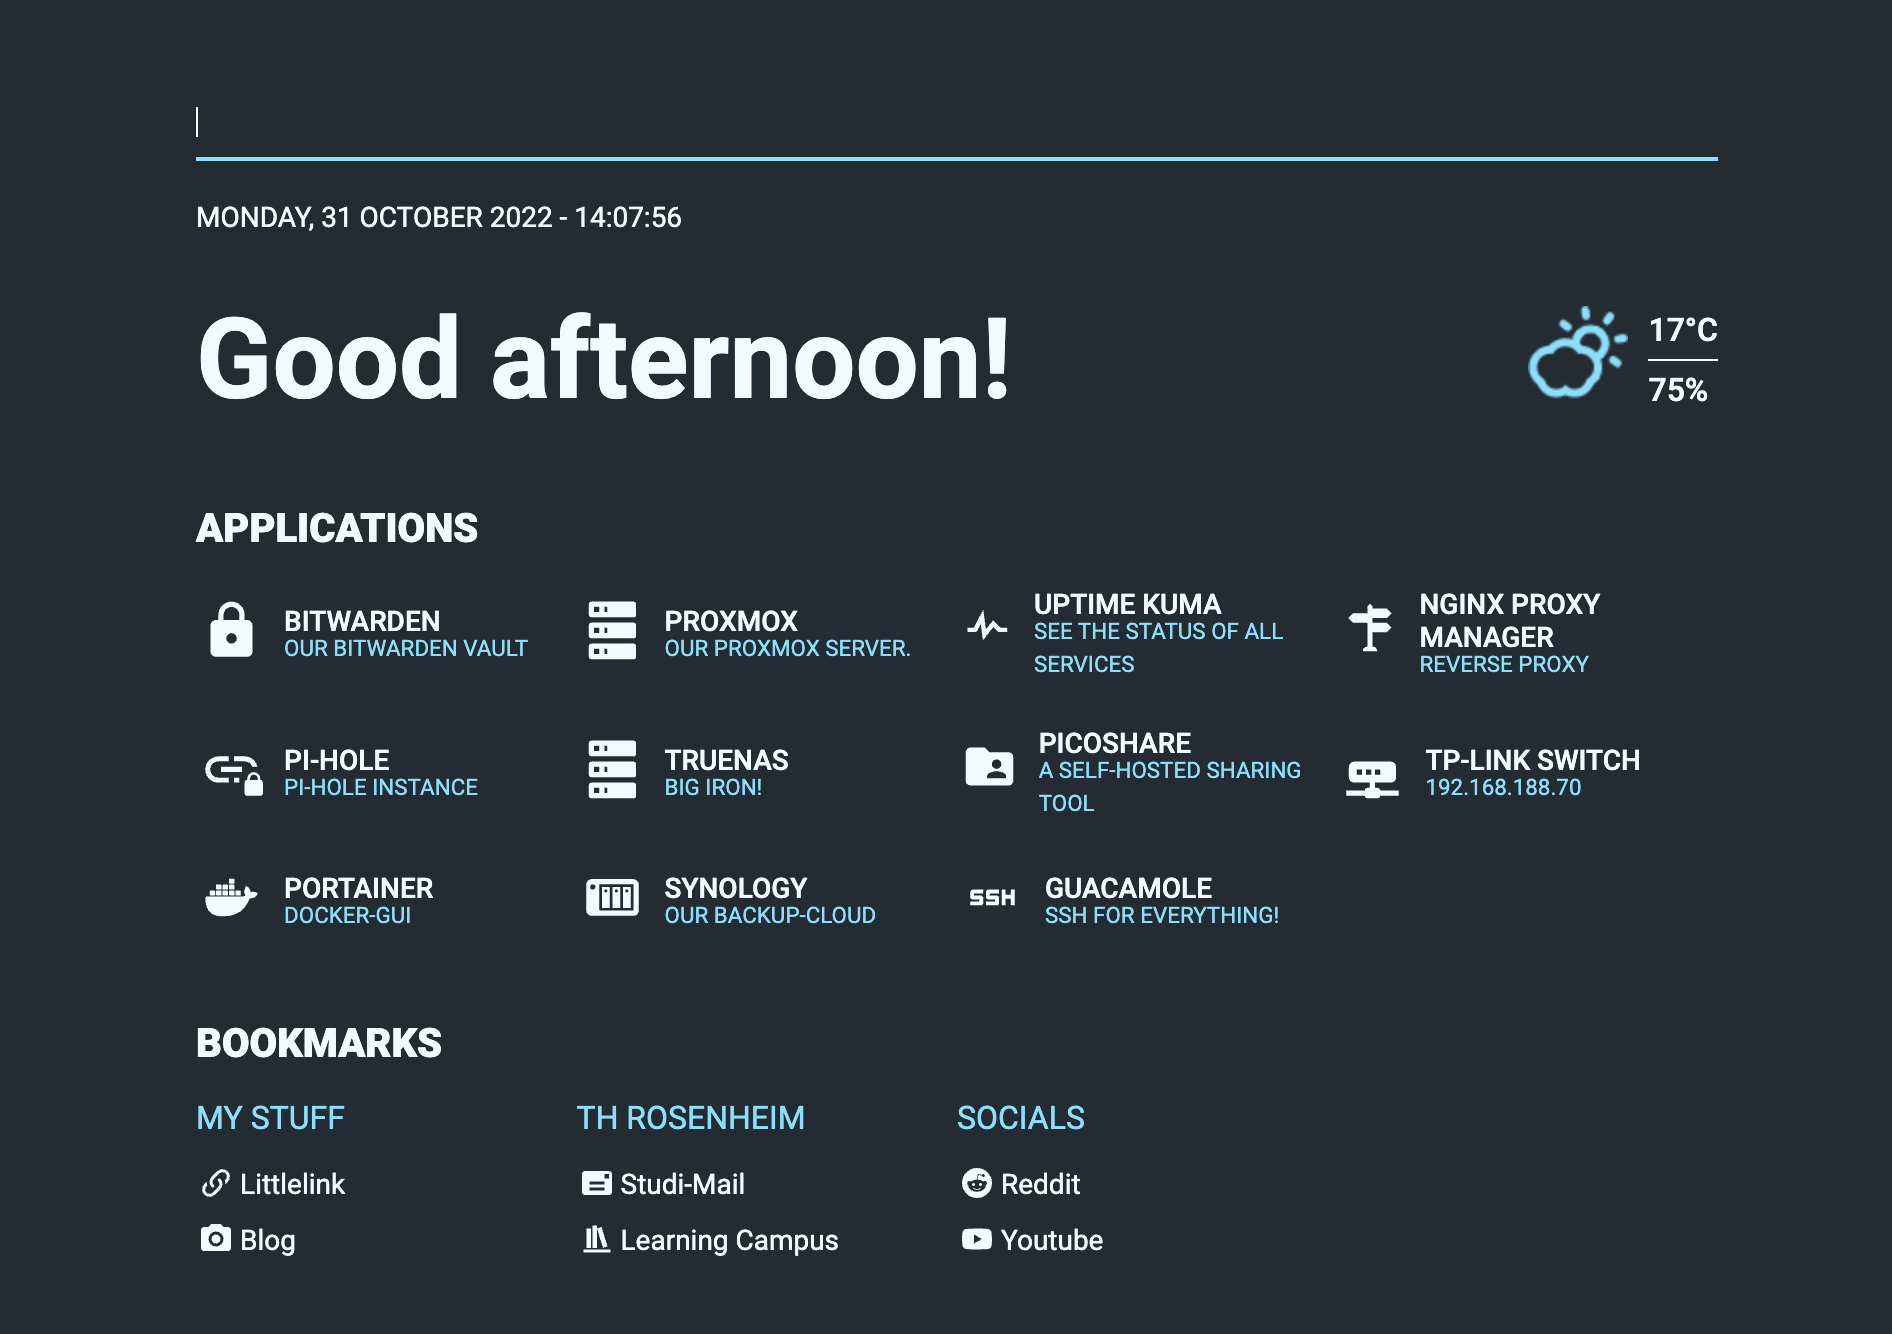 MONDAY, 31 OCTOBER 2022 - 14:07:56
Good afternoon!
17°C
75%
APPLICATIONS
BITWARDEN
OUR BITWARDEN VAULT
PROXMOX
OUR PROXMOX SERVER.
UPTIME KUMA
SEE THE STATUS OF ALL
SERVICES
NGINX PROXY
MANAGER
REVERSE PROXY
PI-HOLE
PI-HOLE INSTANCE
TRUENAS
BIG IRON!
PICOSHARE
A SELF-HOSTED SHARING
TOOL
TP-LINK SWITCH
192.168.188.70
PORTAINER
DOCKER-GUI
SYNOLOGY
OUR BACKUP-CLOUD
SSH
GUACAMOLE
SSH FOR EVERYTHING!
BOOKMARKS
MY STUFF
Littlelink
Blog
TH ROSENHEIM
Studi-Mail
Learning Campus
SOCIALS
Reddit
Youtube